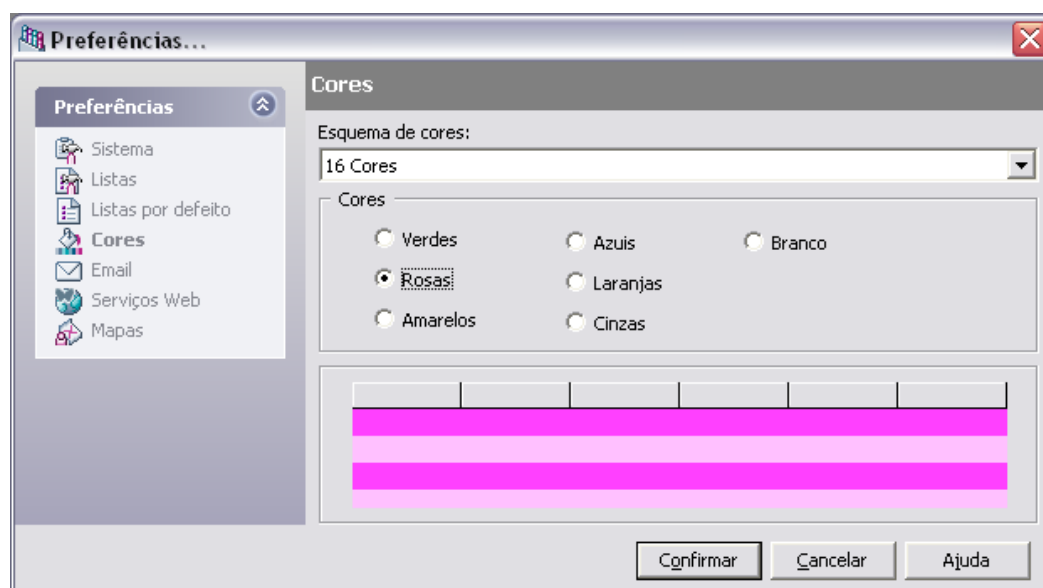 Preferências...
Preferências
Sistema
Listas
Listas por defeito
Cores
Email
Serviços Web
Mapas
Cores
Esquema de cores:
16 Cores
Cores
Verdes
Azuis
Branco
Rosas
Laranjas
Amarelos
Cinzas
Confirmar
Cancelar
Ajuda